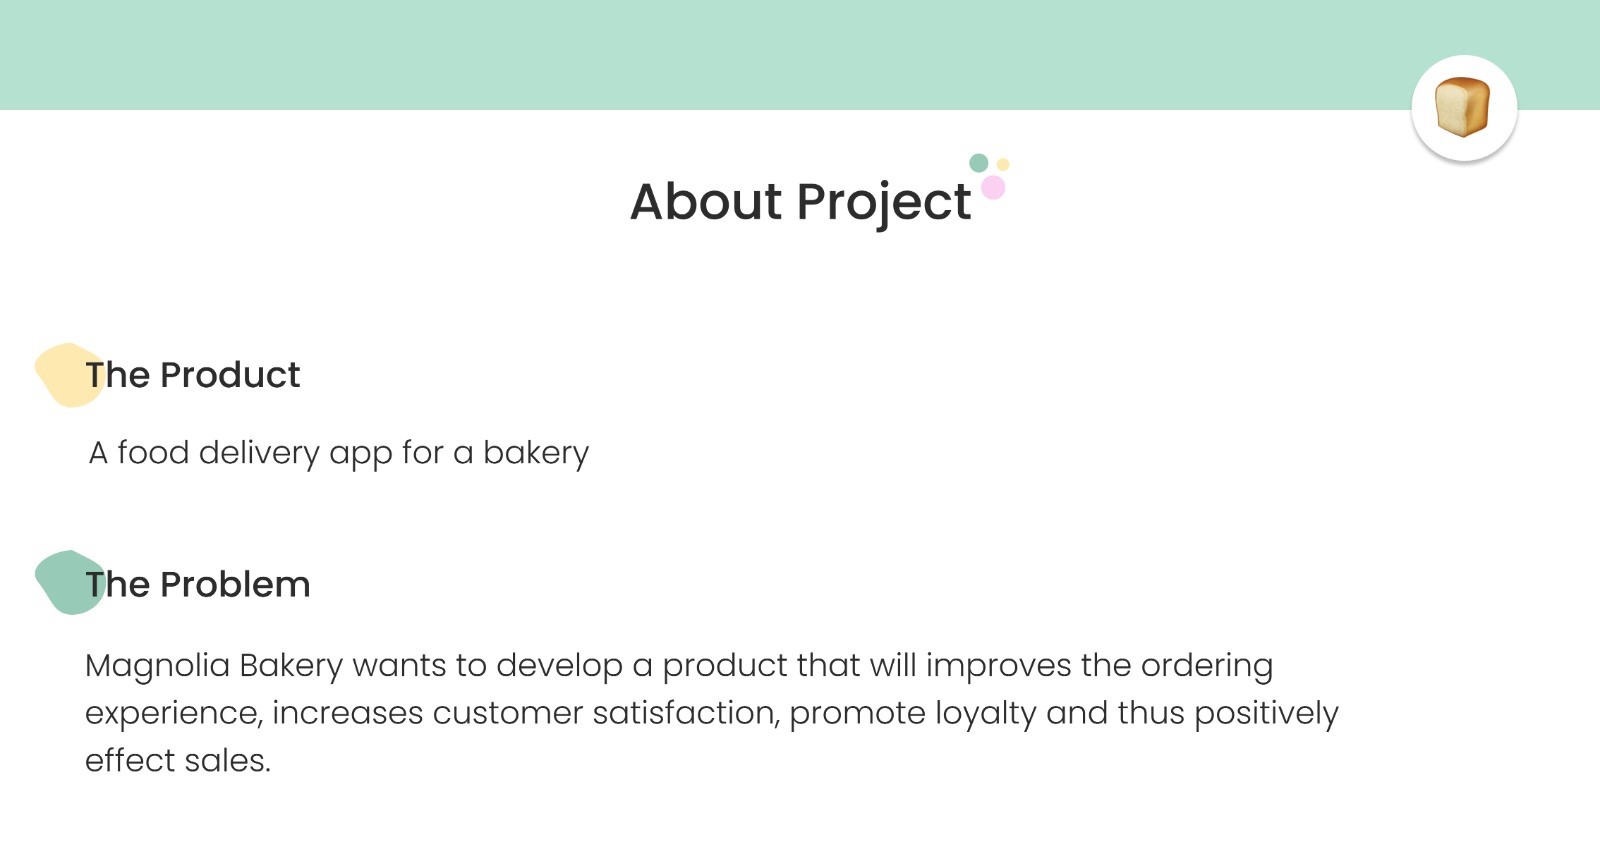 About Project
The Product
A food delivery app for a bakery
The Problem
Magnolia Bakery wants to develop a product that will improves the ordering
experience, increases customer satisfaction, promote loyalty and thus positively
effect sales.